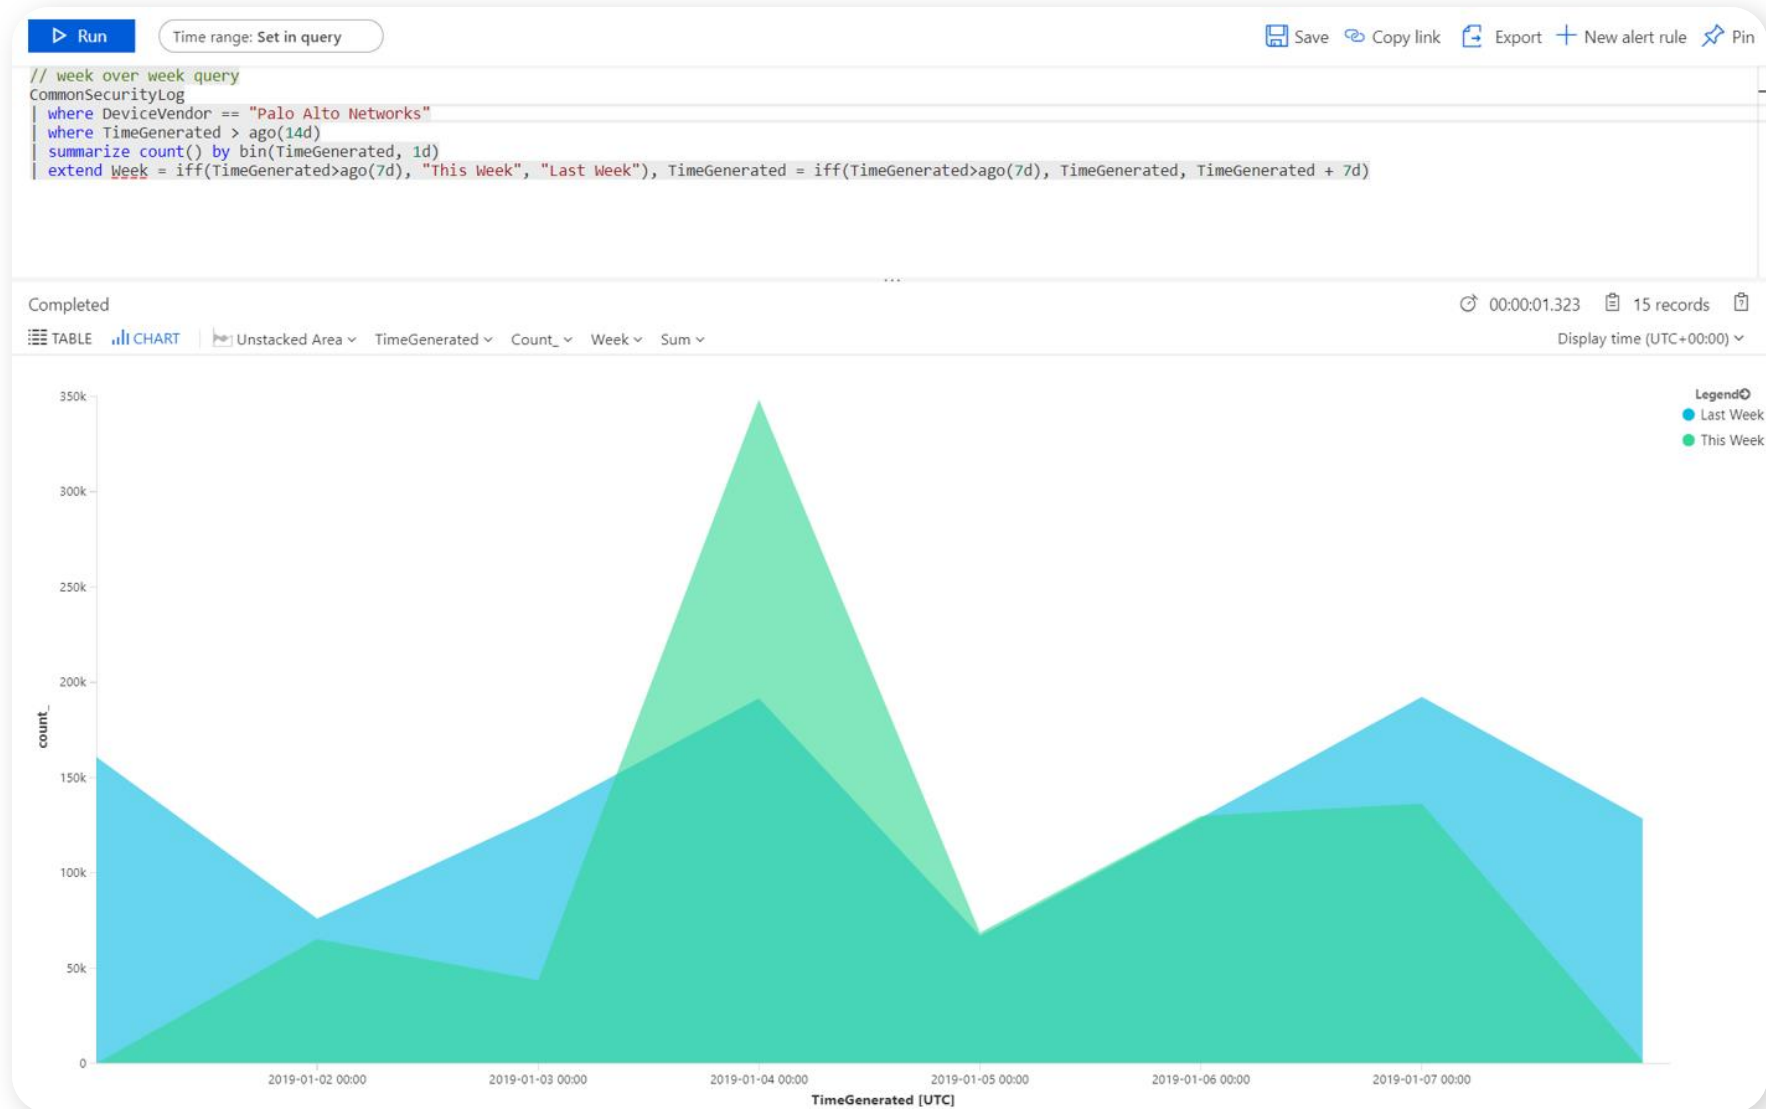 Run
Time range: Set in query
Save
Copy link
Export
New alert rule
Pin
// week over week query
CommonSecurityLog
| where DeviceVendor == "Palo Alto Networks"
| where TimeGenerated > ago(14d)
| summarize count() by bin(TimeGenerated, 1d)
| extend Week = iff(TimeGenerated>ago(7d), "This Week", "Last Week"), TimeGenerated = iff(TimeGenerated>ago(7d), TimeGenerated, TimeGenerated + 7d)
...
Completed
00:00:01.323
15 records
TABLE
CHART
Unstacked Area
TimeGenerated
Count_
Week
Sum
Display time (UTC+00:00)
Legend
Last Week
This Week
350k
300k
250k
200k
150k
100k
50k
0
count_
2019-01-02 00:00
2019-01-03 00:00
2019-01-04 00:00
2019-01-05 00:00
2019-01-06 00:00
2019-01-07 00:00
TimeGenerated [UTC]